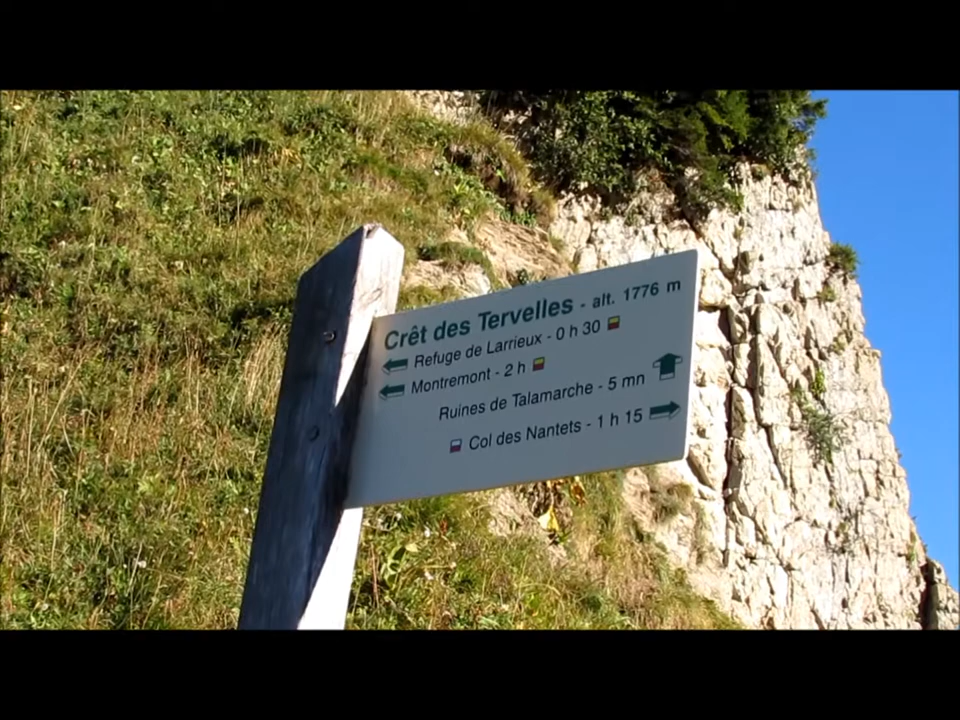 Crêt des Tervelles - alt. 1776 m
Refuge de Larrieux - 0 h 30
Montremont - 2 h
Ruines de Talamarche - 5 mn
Col des Nantets - 1 h 15